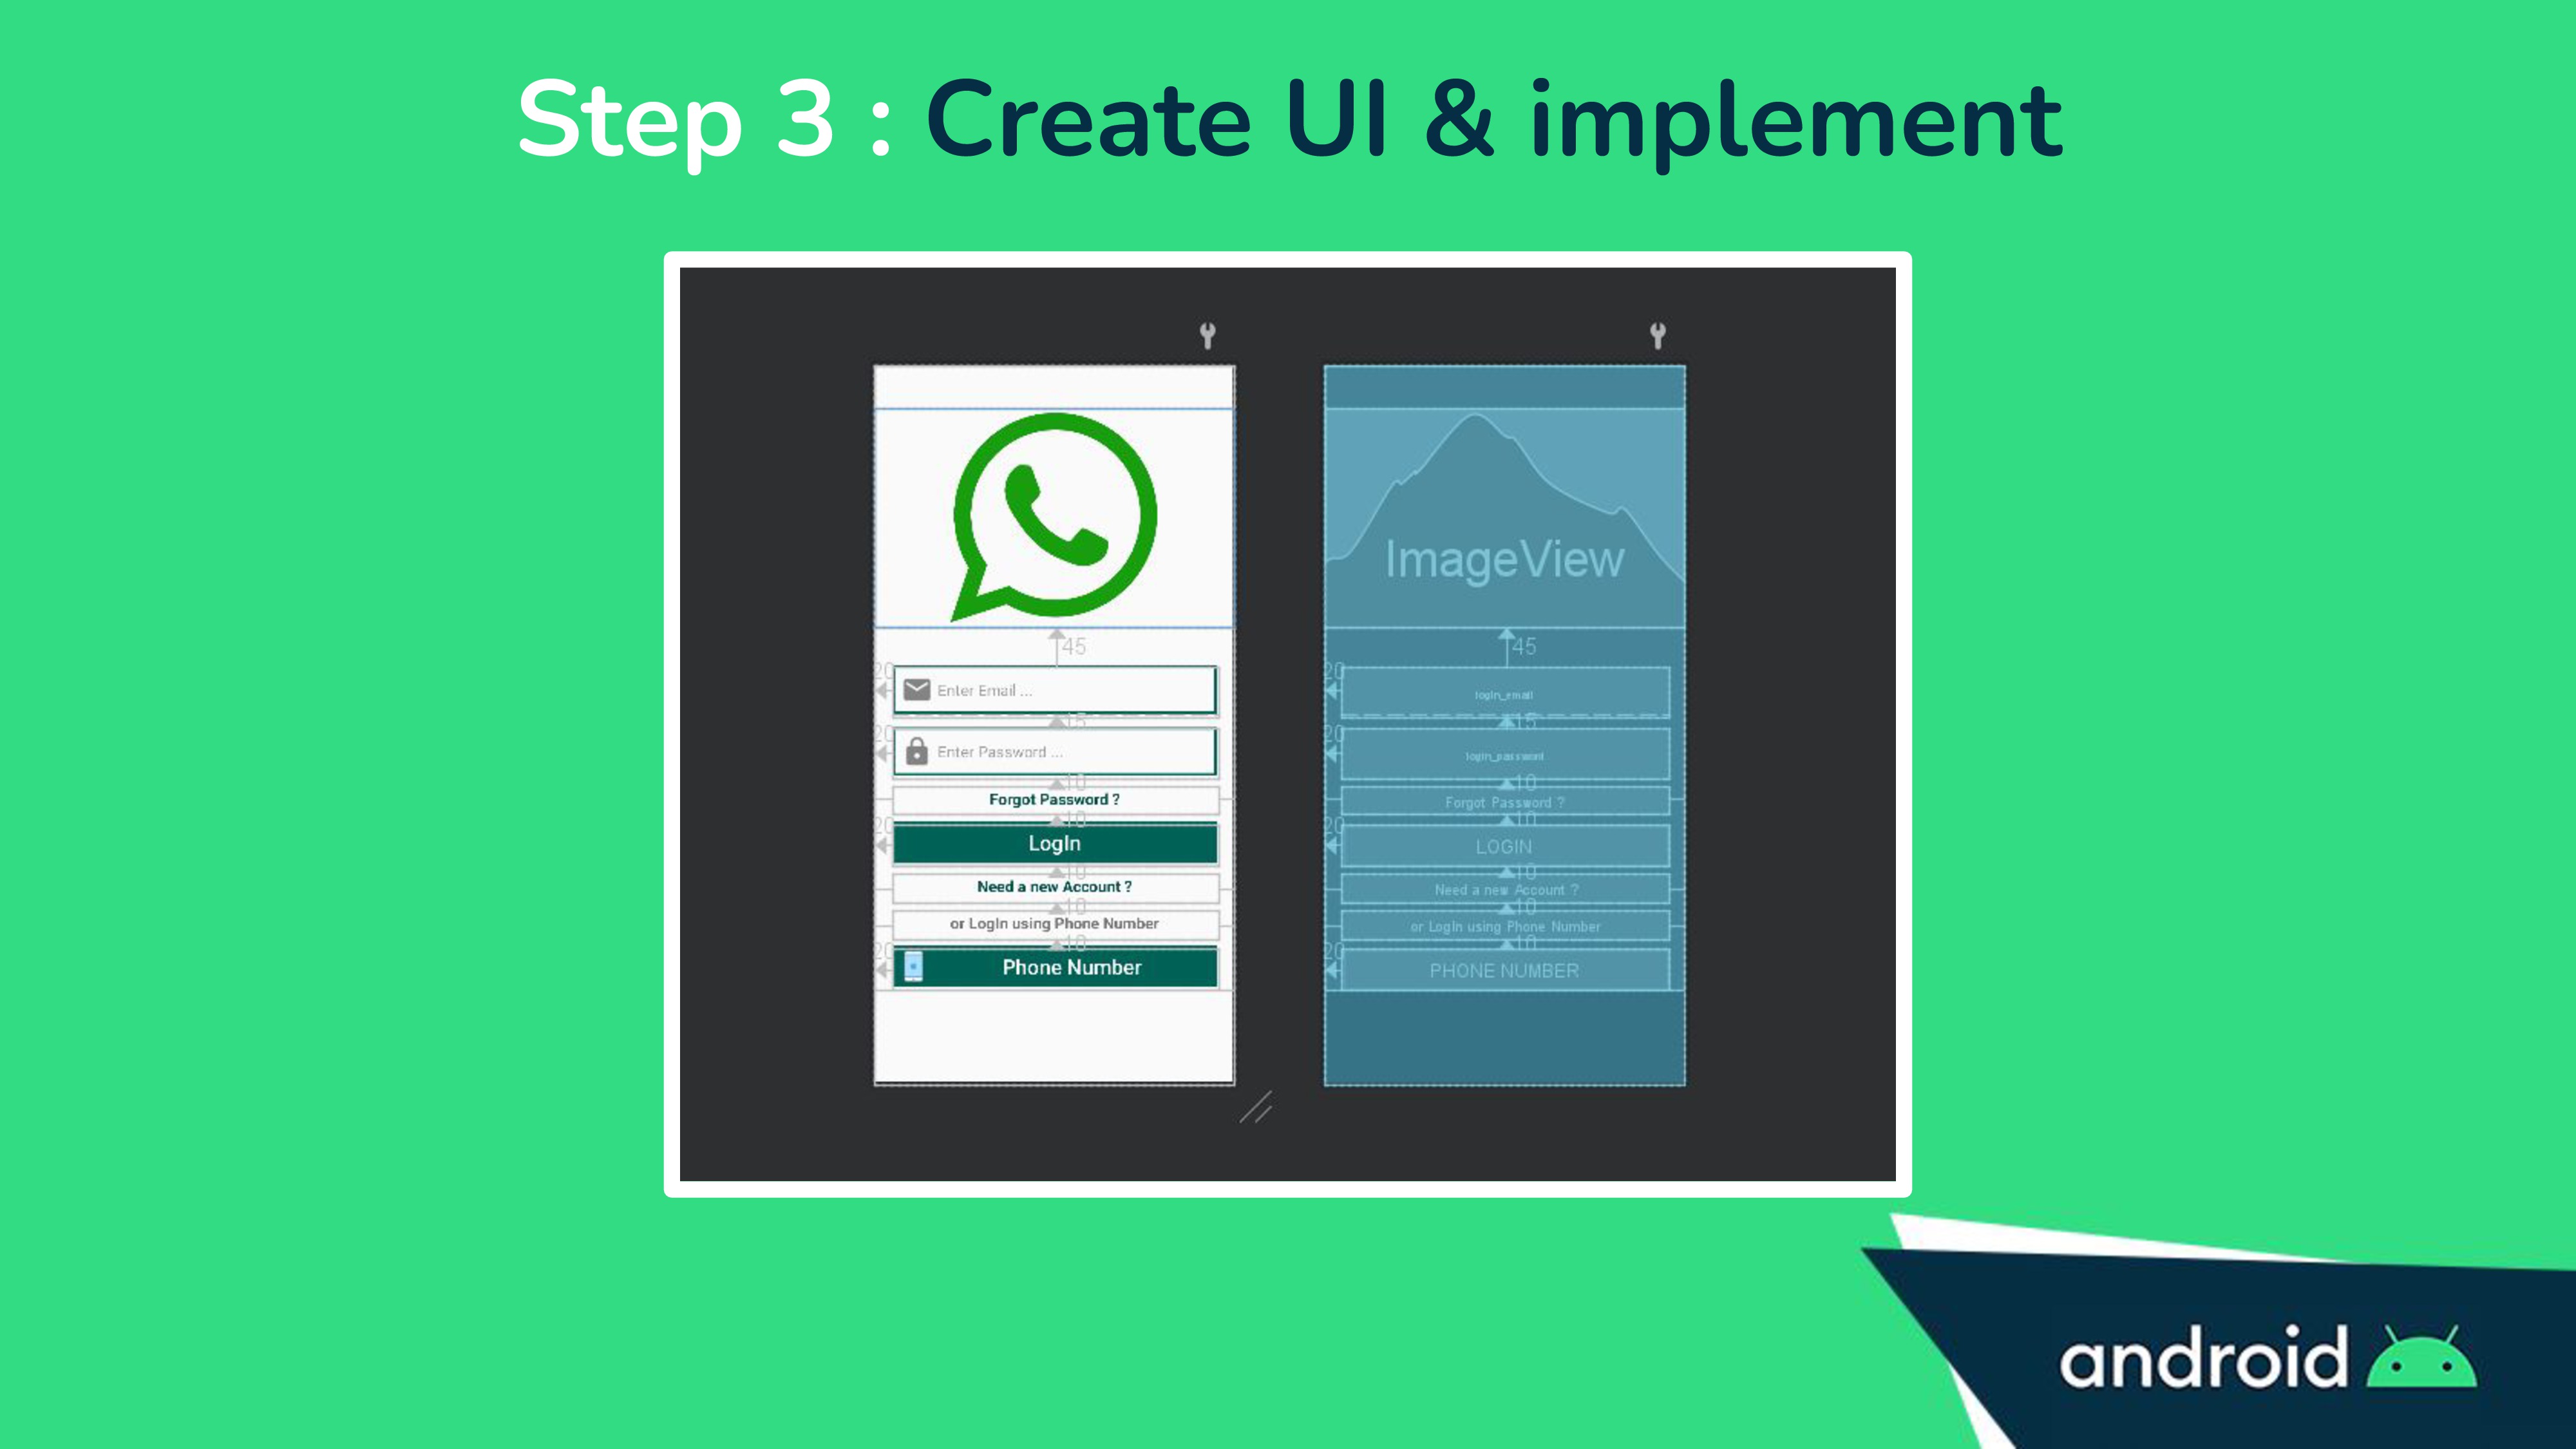 Step 3 : Create UI & implement
45
20
Enter Email ...
15
20
Enter Password ...
10
Forgot Password ?
10
20
LogIn
10
Need a new Account ?
10
or LogIn using Phone Number
10
20
Phone Number
ImageView
45
20
login_email
15
20
login_password
10
Forgot Password ?
10
20
LOGIN
10
Need a new Account ?
10
or LogIn using Phone Number
10
20
PHONE NUMBER
android